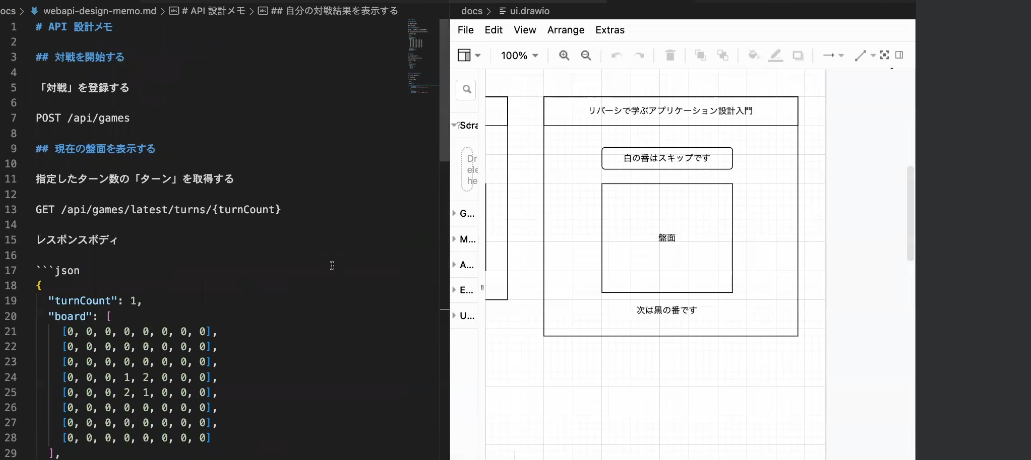 ocs > webapi-design-memo.md > # API 設計メモ > ## 自分の対戦結果を表示する
1 # API 設計メモ
2
3 ## 対戦を開始する
4
5 「対戦」を登録する
6
7 POST /api/games
8
9 ## 現在の盤面を表示する
10
11 指定したターン数の「ターン」を取得する
12
13 GET /api/games/latest/turns/{turnCount}
14
15 レスポンスボディ
16
17 ```json
18 {
19 "turnCount": 1,
20 "board": [
21 [0, 0, 0, 0, 0, 0, 0, 0],
22 [0, 0, 0, 0, 0, 0, 0, 0],
23 [0, 0, 0, 0, 0, 0, 0, 0],
24 [0, 0, 0, 1, 2, 0, 0, 0],
25 [0, 0, 0, 2, 1, 0, 0, 0],
26 [0, 0, 0, 0, 0, 0, 0, 0],
27 [0, 0, 0, 0, 0, 0, 0, 0],
28 [0, 0, 0, 0, 0, 0, 0, 0]
29 ],
docs > ui.drawio
File Edit View Arrange Extras
100%
Scra
Dr
ele
he
G...
M...
A...
E...
U...
リバーシで学ぶアプリケーション設計入門
白の番はスキップです
盤面
次は黒の番です